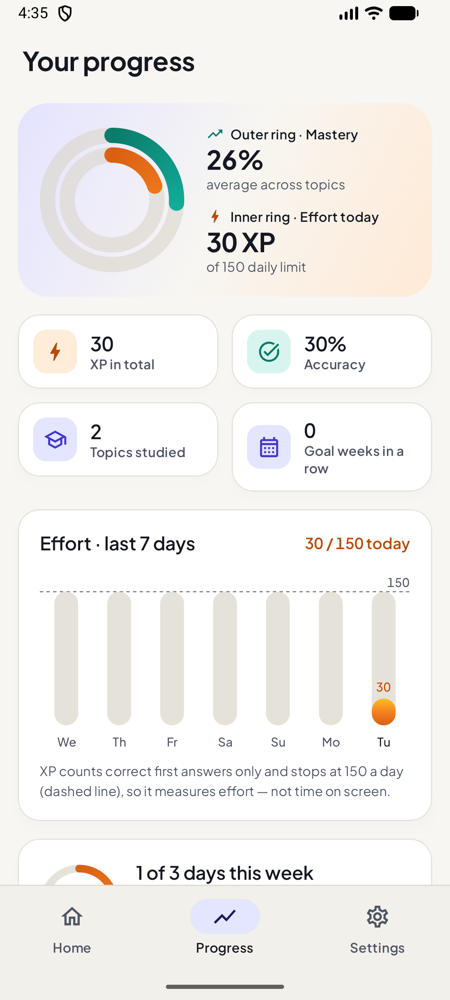 4:35
Your progress
Outer ring · Mastery
26%
average across topics
Inner ring · Effort today
30 XP
of 150 daily limit
30
XP in total
30%
Accuracy
2
Topics studied
0
Goal weeks in a
row
Effort · last 7 days
30 / 150 today
150
30
We
Th
Fr
Sa
Su
Mo
Tu
XP counts correct first answers only and stops at 150 a day
(dashed line), so it measures effort — not time on screen.
1 of 3 days this week
Home
Progress
Settings